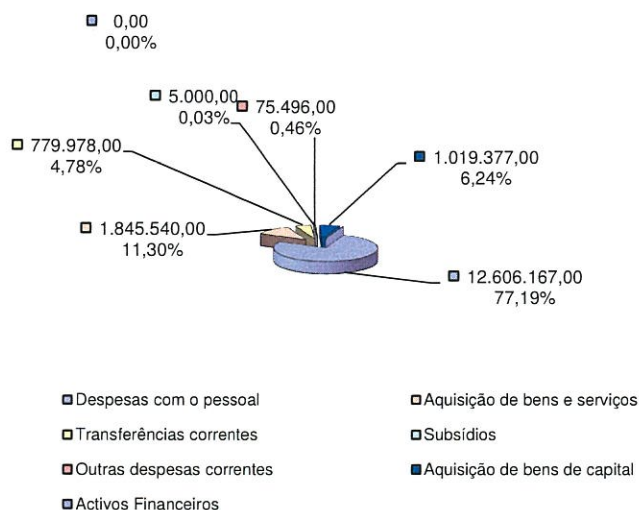 0,00
0,00%
5.000,00
0,03%
75.496,00
0,46%
779.978,00
4,78%
1.019.377,00
6,24%
1.845.540,00
11,30%
12.606.167,00
77,19%
Despesas com o pessoal
Aquisição de bens e serviços
Transferências correntes
Subsídios
Outras despesas correntes
Aquisição de bens de capital
Activos Financeiros